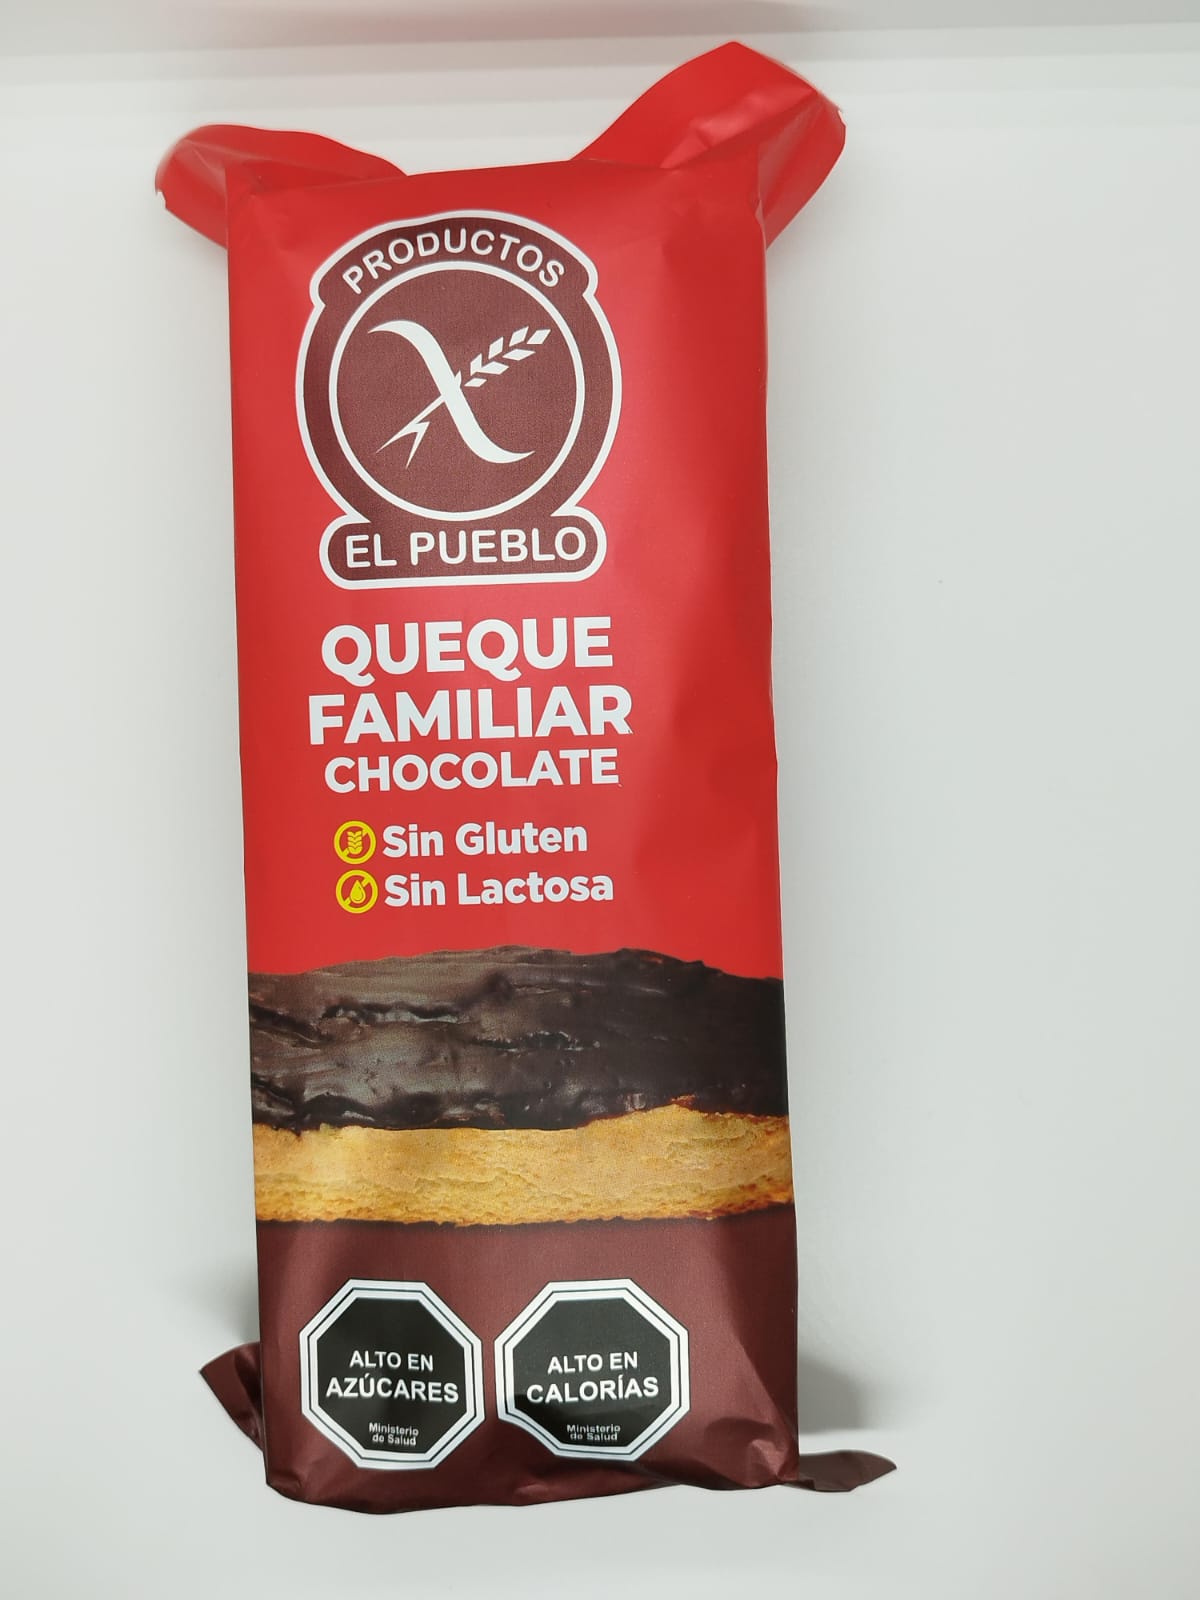 PRODUCTOS
EL PUEBLO
QUEQUE
FAMILIAR
CHOCOLATE
Sin Gluten
Sin Lactosa
ALTO EN
AZÚCARES
Ministerio
de Salud
ALTO EN
CALORÍAS
Ministerio
de Salud